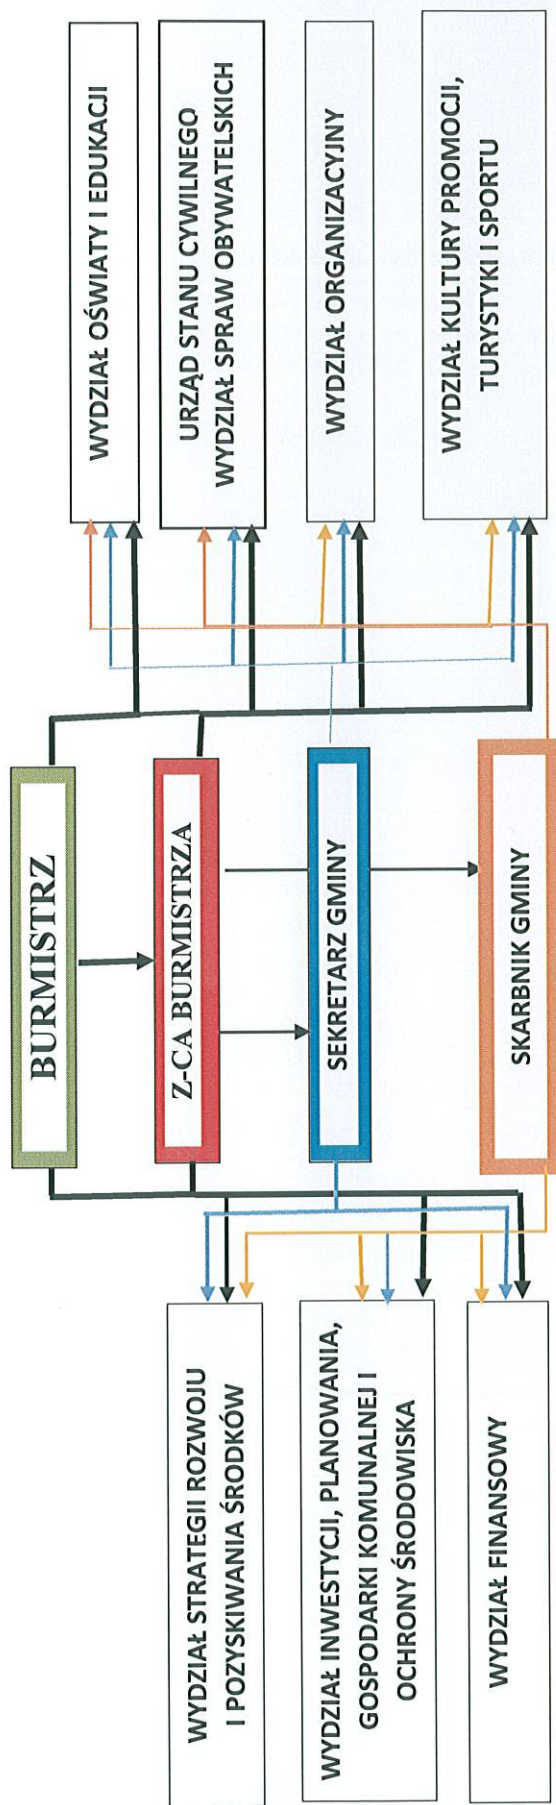 BURMISTRZ
Z-CA BURMISTRZA
SEKRETARZ GMINY
SKARBNIK GMINY
WYDZIAŁ STRATEGII ROZWOJU
I POZYSKIWANIA ŚRODKÓW
WYDZIAŁ INWESTYCJI, PLANOWANIA,
GOSPODARKI KOMUNALNEJ I
OCHRONY ŚRODOWISKA
WYDZIAŁ FINANSOWY
WYDZIAŁ OŚWIATY I EDUKACJI
URZĄD STANU CYWILNEGO
WYDZIAŁ SPRAW OBYWATELSKICH
WYDZIAŁ ORGANIZACYJNY
WYDZIAŁ KULTURY PROMOCJI,
TURYSTYKI I SPORTU